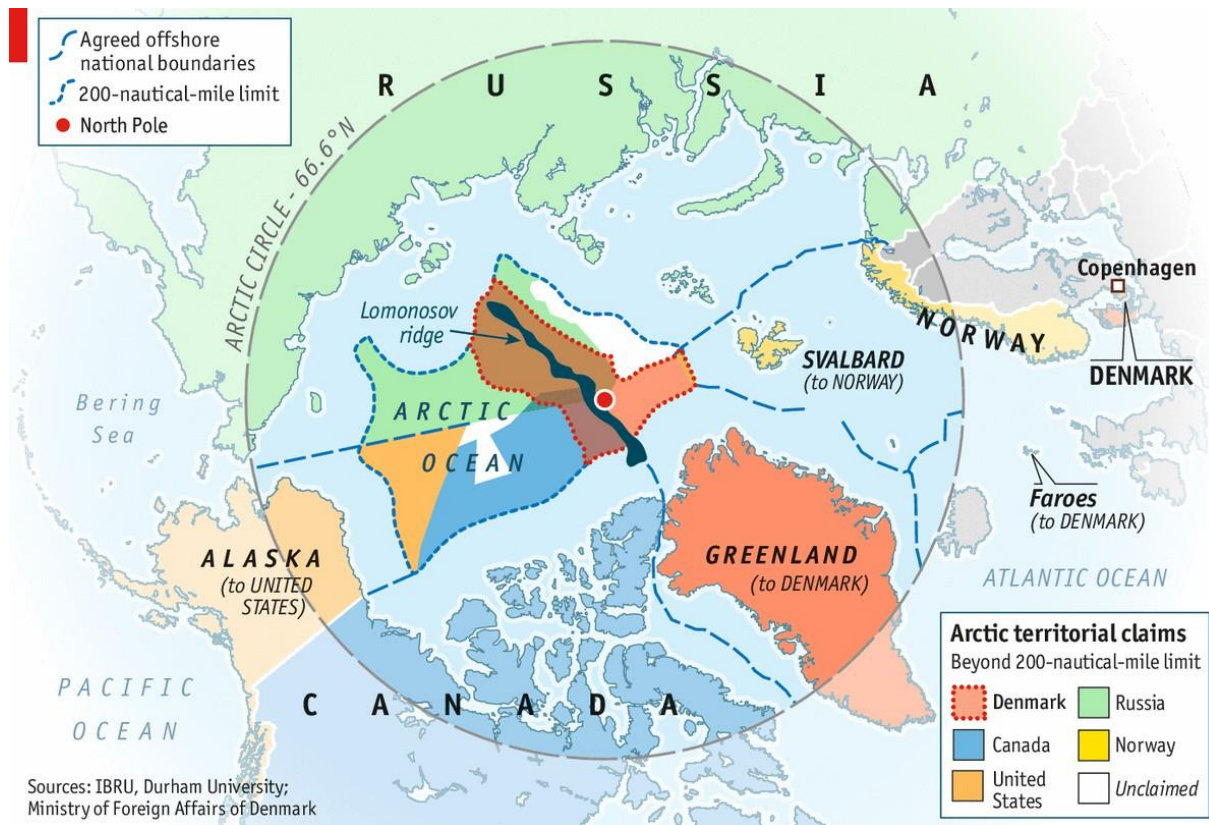 Agreed offshore
national boundaries
200-nautical-mile limit
North Pole
R U S S I A
ARCTIC CIRCLE - 66.6°N
Lomonosov
ridge
Copenhagen
NORWAY
SVALBARD
(to NORWAY)
DENMARK
Bering
Sea
ARCTIC
OCEAN
Faroes
(to DENMARK)
ALASKA
(to UNITED
STATES)
GREENLAND
(to DENMARK)
ATLANTIC OCEAN
PACIFIC
OCEAN
C A N A D A
Arctic territorial claims
Beyond 200-nautical-mile limit
Denmark
Russia
Canada
Norway
United
States
Unclaimed
Sources: IBRU, Durham University;
Ministry of Foreign Affairs of Denmark